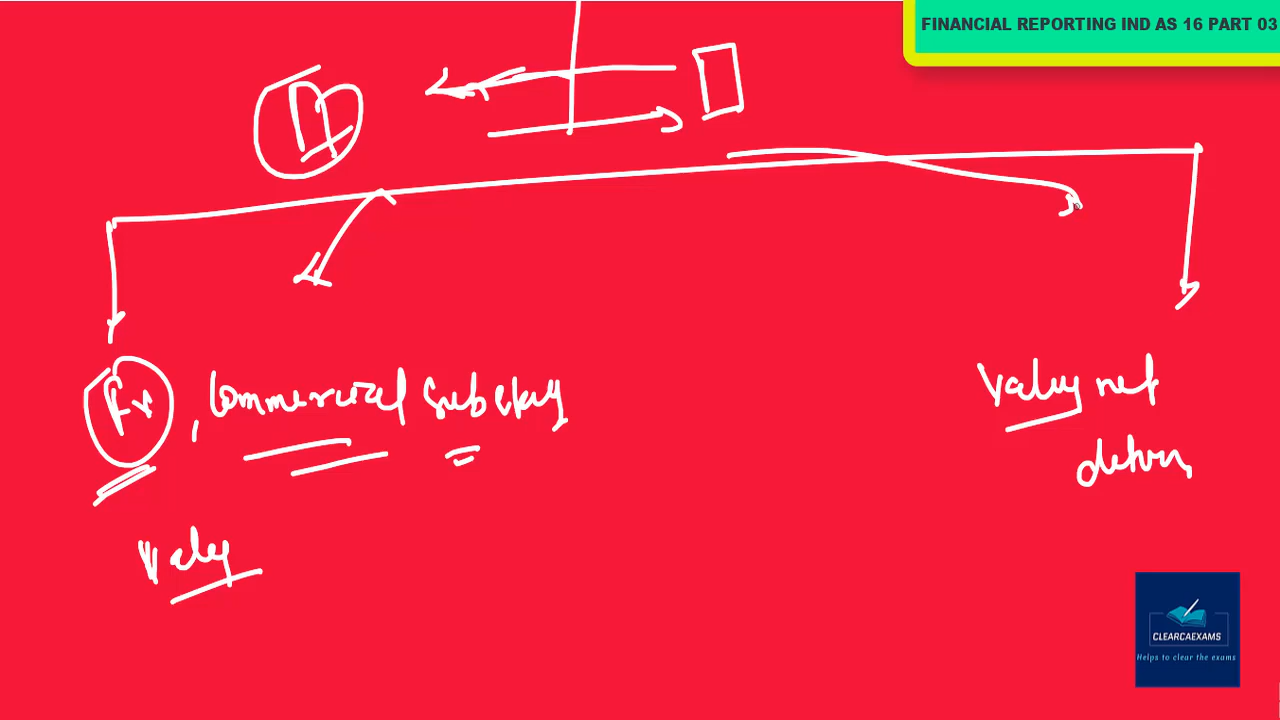 FINANCIAL REPORTING IND AS 16 PART 03
Fv, Commercial
Value not
determ
Value
CLEARCAEXAMS
Helps to clear the exams